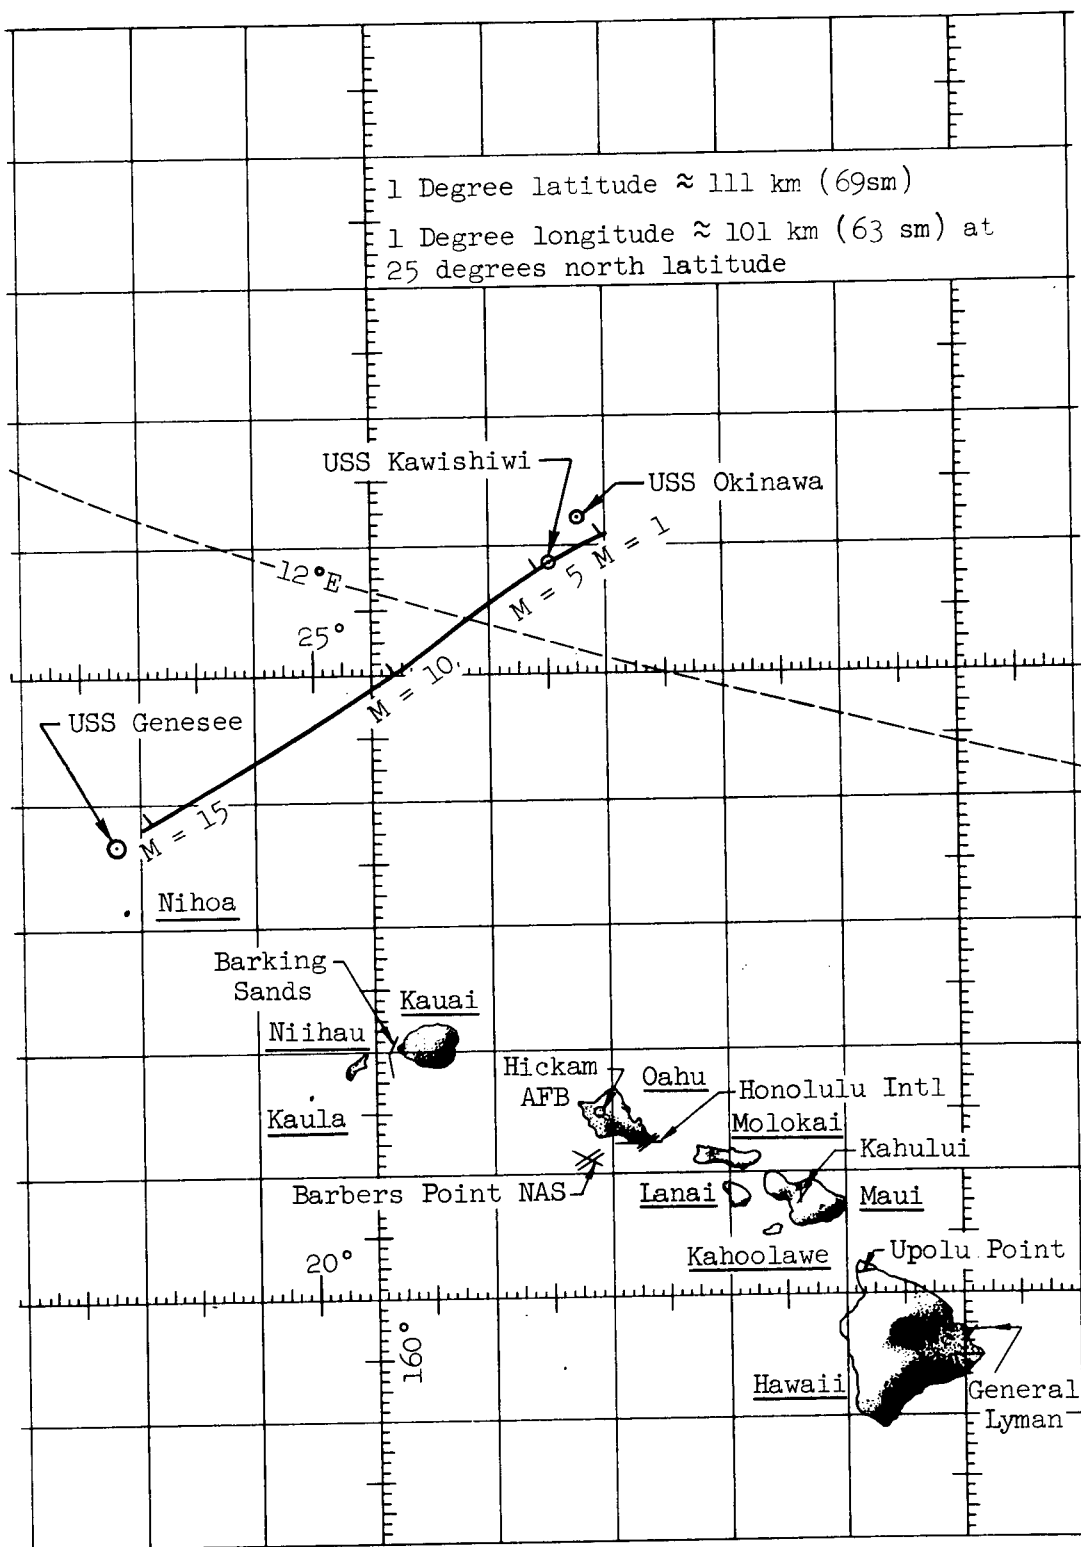 1 Degree latitude ≈ 111 km (69sm)
1 Degree longitude ≈ 101 km (63 sm) at
25 degrees north latitude
USS Kawishiwi
USS Okinawa
M = 1
M = 5
12°E
25°
M = 10
USS Genesee
M = 15
Nihoa
Barking
Sands
Kauai
Niihau
Hickam
AFB
Oahu
Honolulu Intl
Kaula
Molokai
Kahului
Barbers Point NAS
Lanai
Maui
Kahoolawe
Upolu Point
20°
160°
Hawaii
General
Lyman